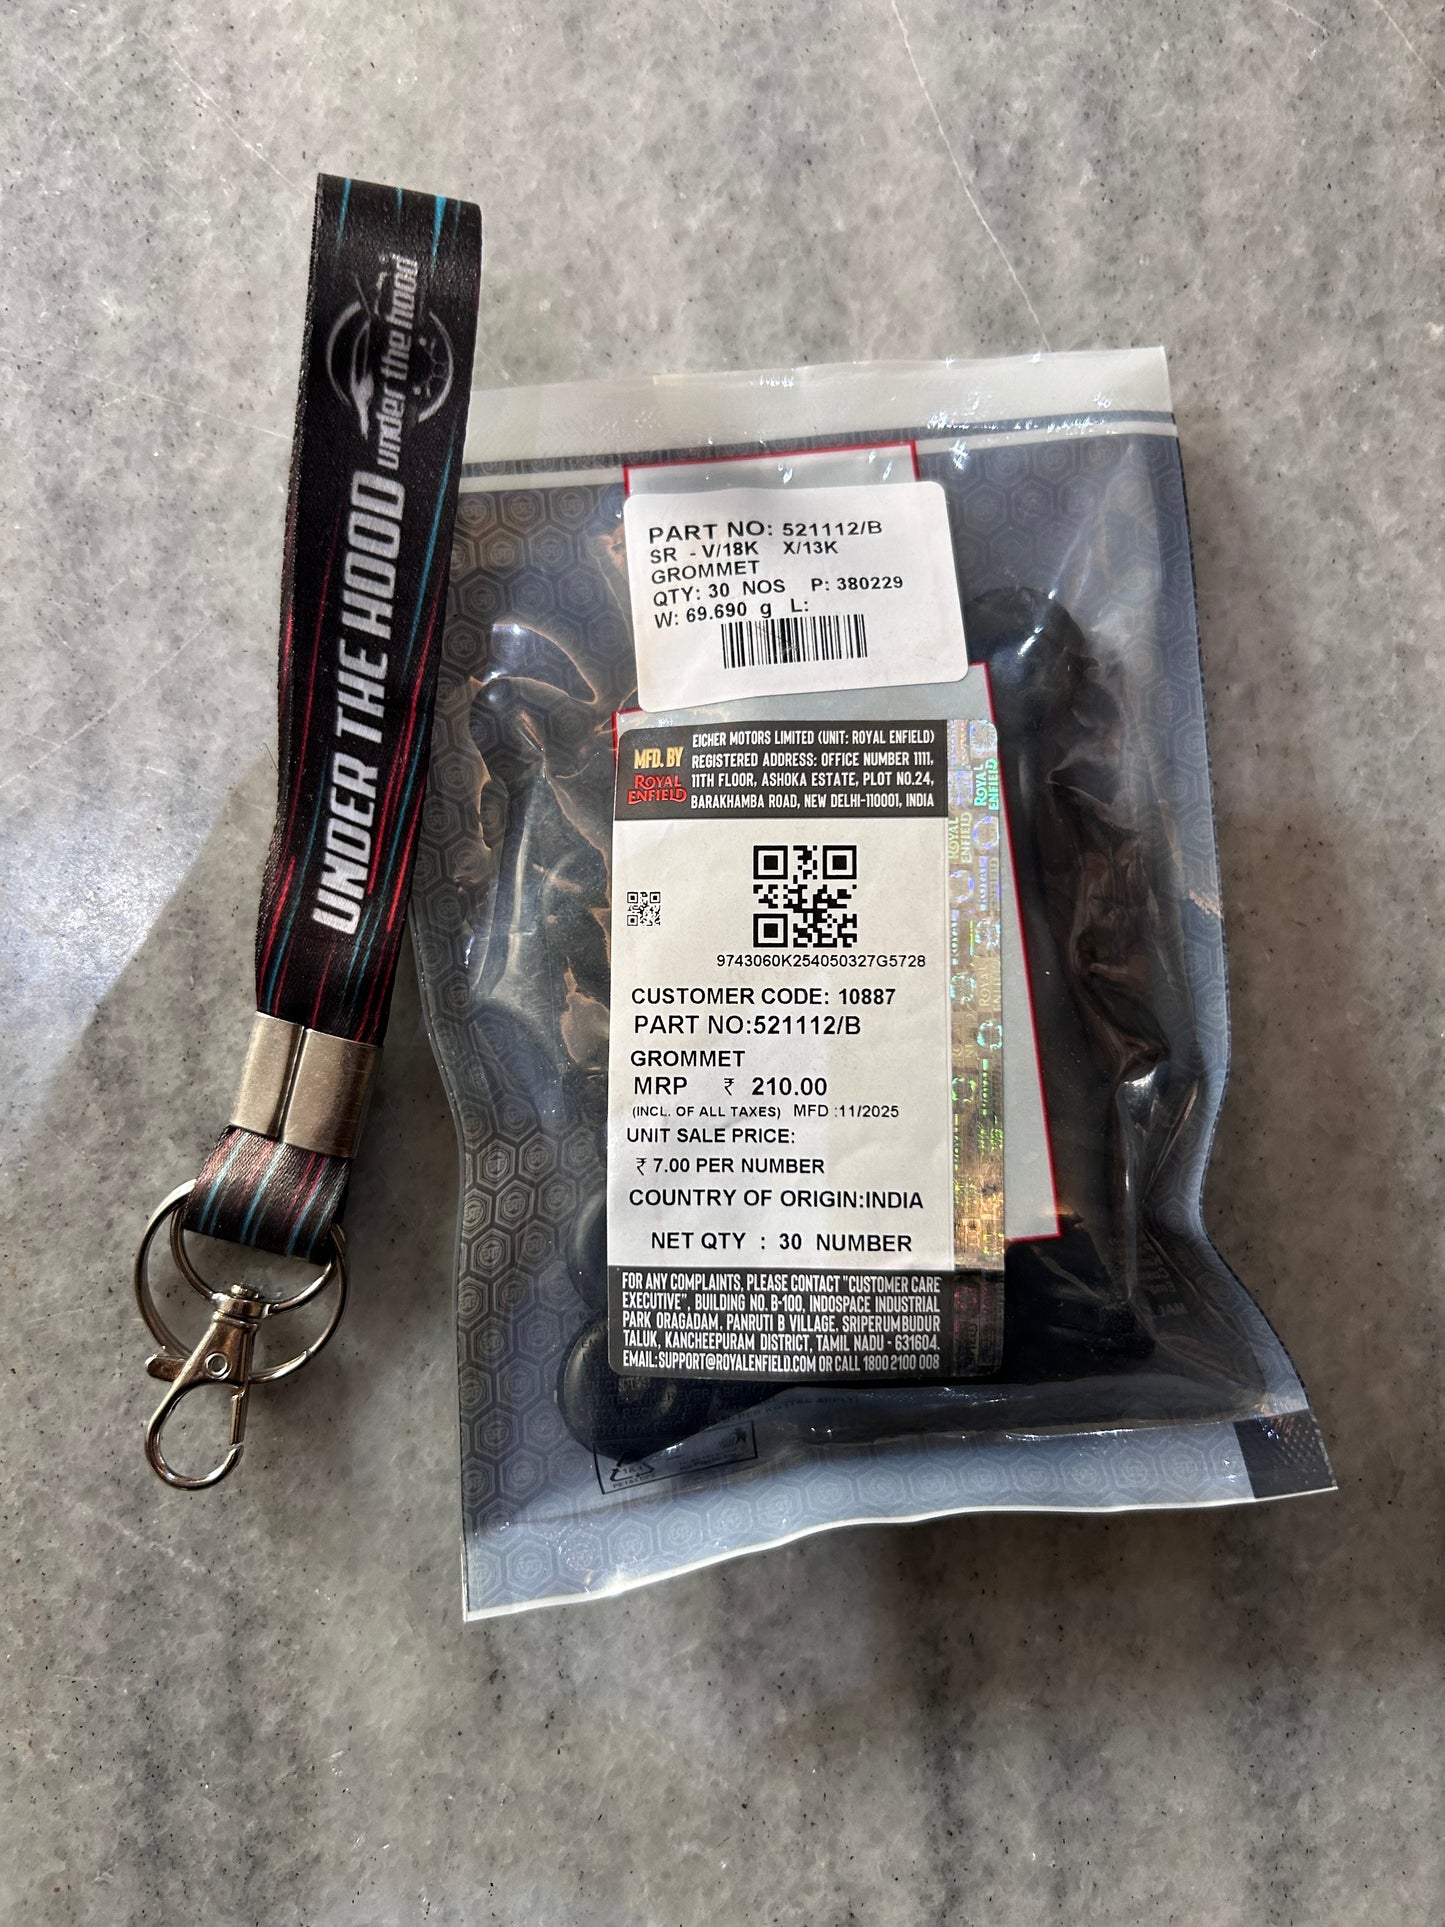 under the hood
UNDER THE HOOD
PART NO: 521112/B
SR - V/18K X/13K
GROMMET
QTY: 30 NOS P: 380229
W: 69.690 g L:
MFD. BY
ROYAL
ENFIELD
EICHER MOTORS LIMITED (UNIT: ROYAL ENFIELD)
REGISTERED ADDRESS: OFFICE NUMBER 1111,
11TH FLOOR, ASHOKA ESTATE, PLOT NO.24,
BARAKHAMBA ROAD, NEW DELHI-110001, INDIA
ROYAL
ENFIELD
ROYAL
ENFIELD
9743060K254050327G5728
CUSTOMER CODE: 10887
PART NO:521112/B
GROMMET
MRP ₹ 210.00
(INCL. OF ALL TAXES) MFD :11/2025
UNIT SALE PRICE:
₹ 7.00 PER NUMBER
COUNTRY OF ORIGIN:INDIA
NET QTY : 30 NUMBER
FOR ANY COMPLAINTS, PLEASE CONTACT "CUSTOMER CARE
EXECUTIVE", BUILDING NO. B-100, INDOSPACE INDUSTRIAL
PARK ORAGADAM, PANRUTI B VILLAGE, SRIPERUMBUDUR
TALUK, KANCHEEPURAM DISTRICT, TAMIL NADU - 631604.
EMAIL:SUPPORT@ROYALENFIELD.COM OR CALL 1800 2100 008